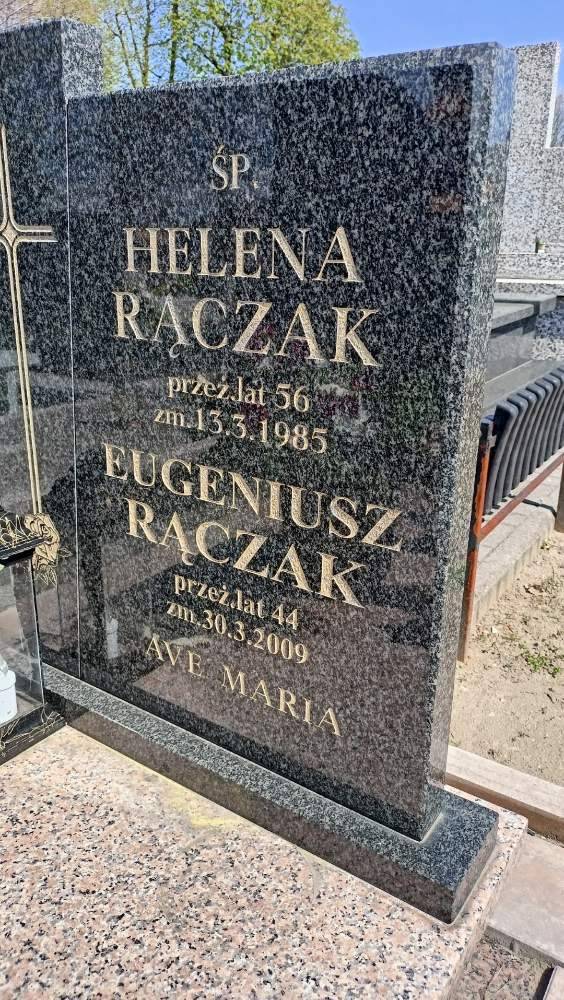 ŚP.
HELENA
RĄCZAK
przeż.lat 56
zm.13.3.1985
EUGENIUSZ
RĄCZAK
przeż.lat 44
zm.30.3.2009
AVE MARIA